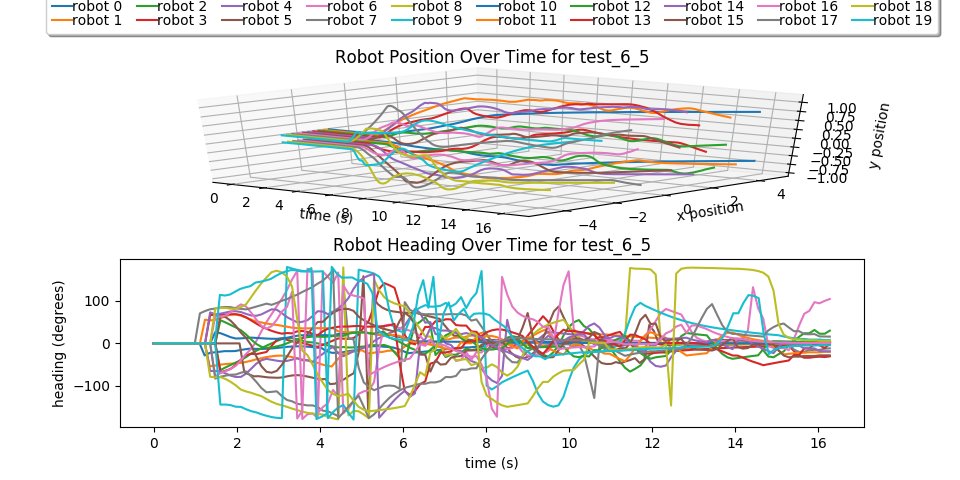 robot 0 robot 2 robot 4 robot 6 robot 8 robot 10 robot 12 robot 14 robot 16 robot 18
robot 1 robot 3 robot 5 robot 7 robot 9 robot 11 robot 13 robot 15 robot 17 robot 19
Robot Position Over Time for test_6_5
1.00
0.75
0.50
0.25
0.00
−0.25
−0.50
−0.75
−1.00
y position
0 2 4 6 8 10 12 14 16
time (s)
−4 −2 0 2 4
x position
Robot Heading Over Time for test_6_5
100
0
−100
heading (degrees)
0 2 4 6 8 10 12 14 16
time (s)